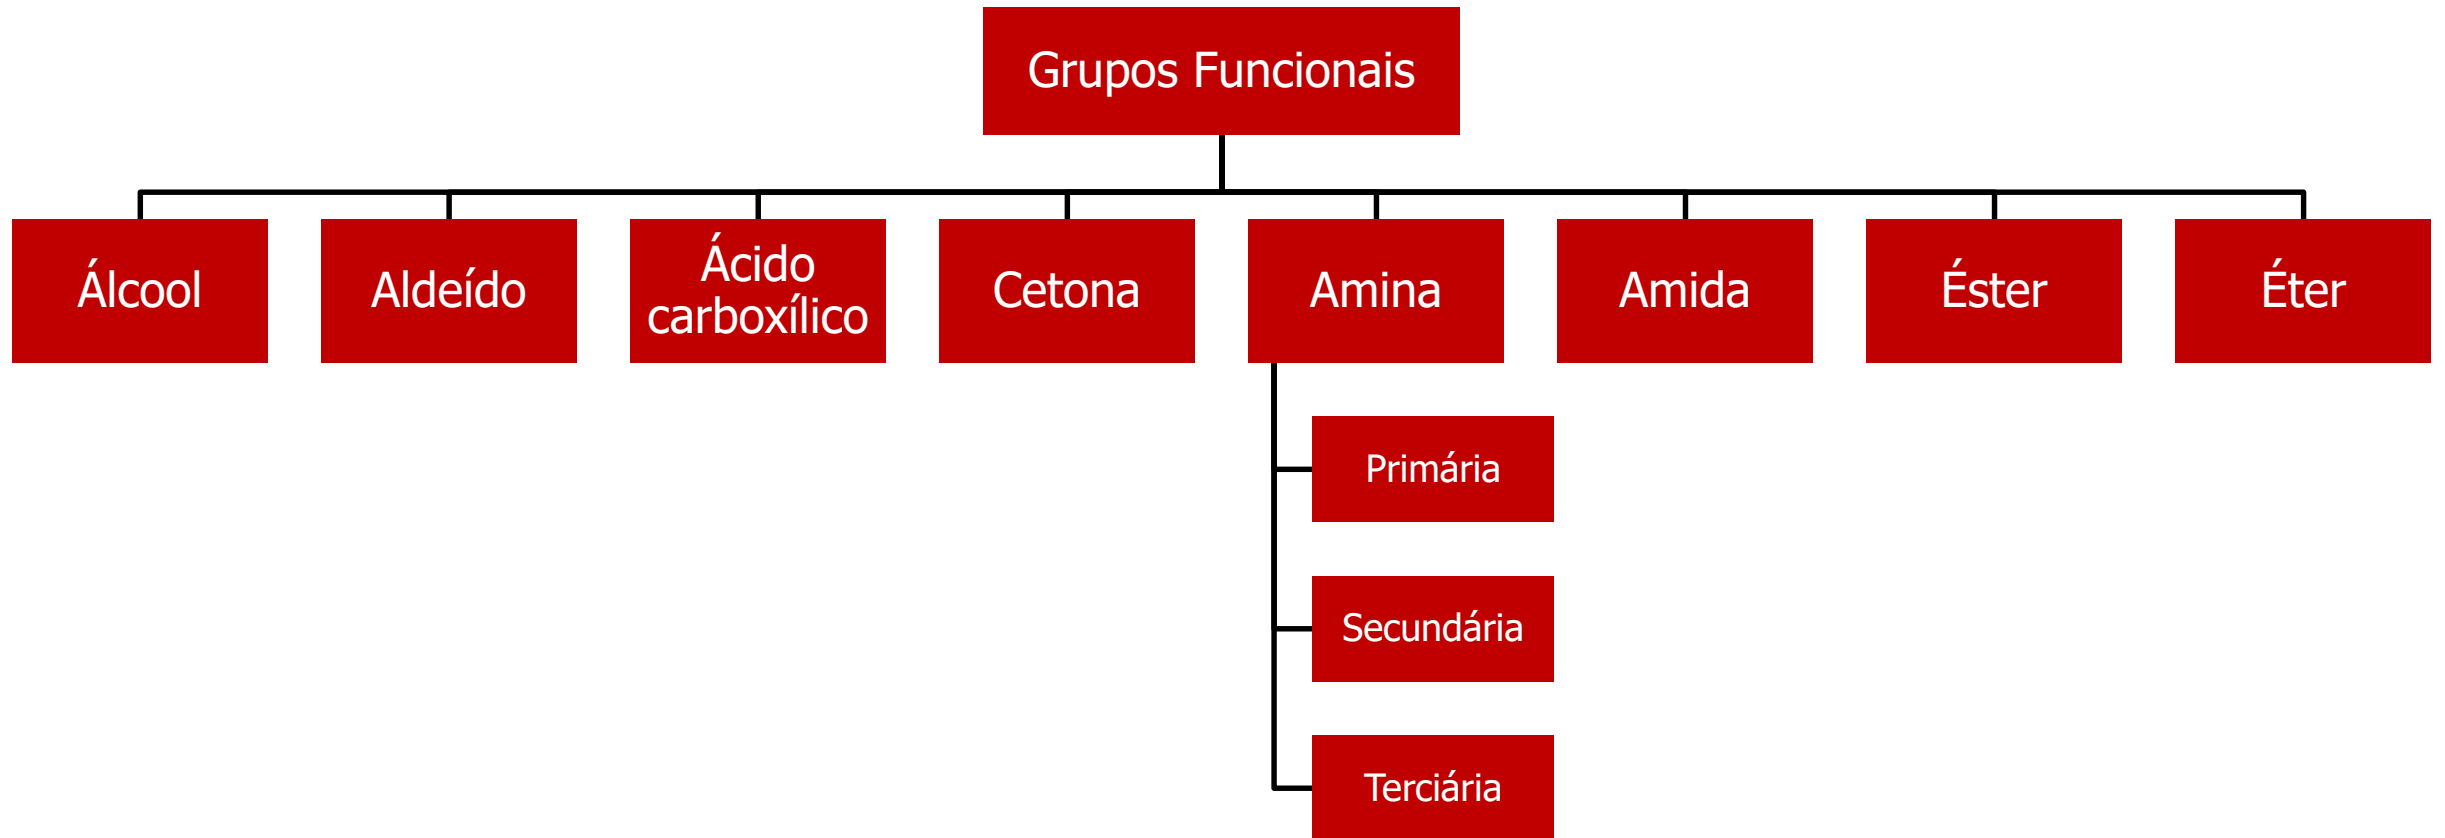 Grupos Funcionais
Álcool
Aldeído
Ácido
carboxílico
Cetona
Amina
Amida
Éster
Éter
Primária
Secundária
Terciária